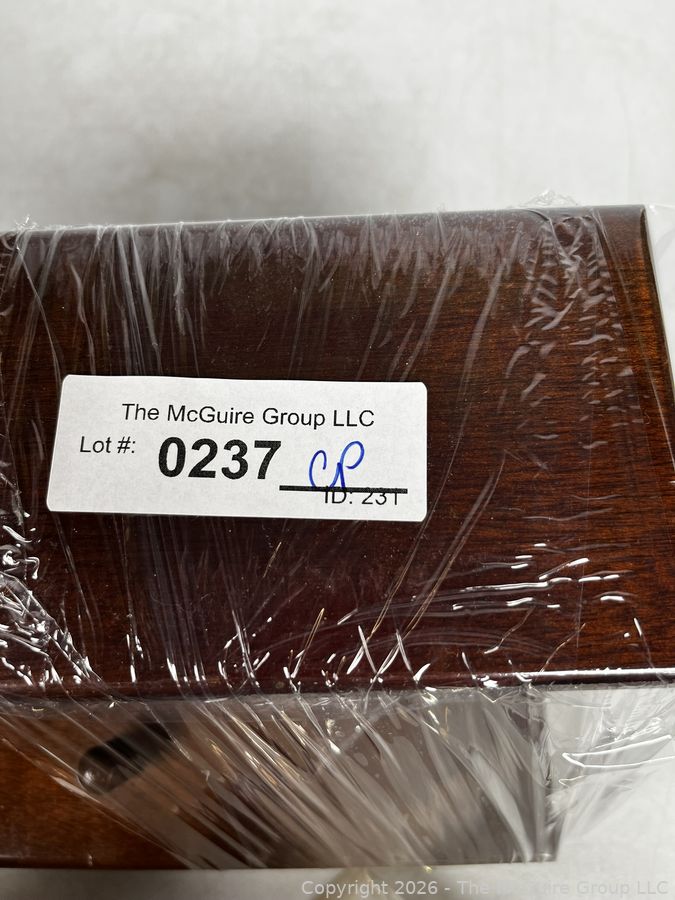 The McGuire Group LLC
Lot #: 0237 CP
ID: 231
Copyright 2026 - The McGuire Group LLC